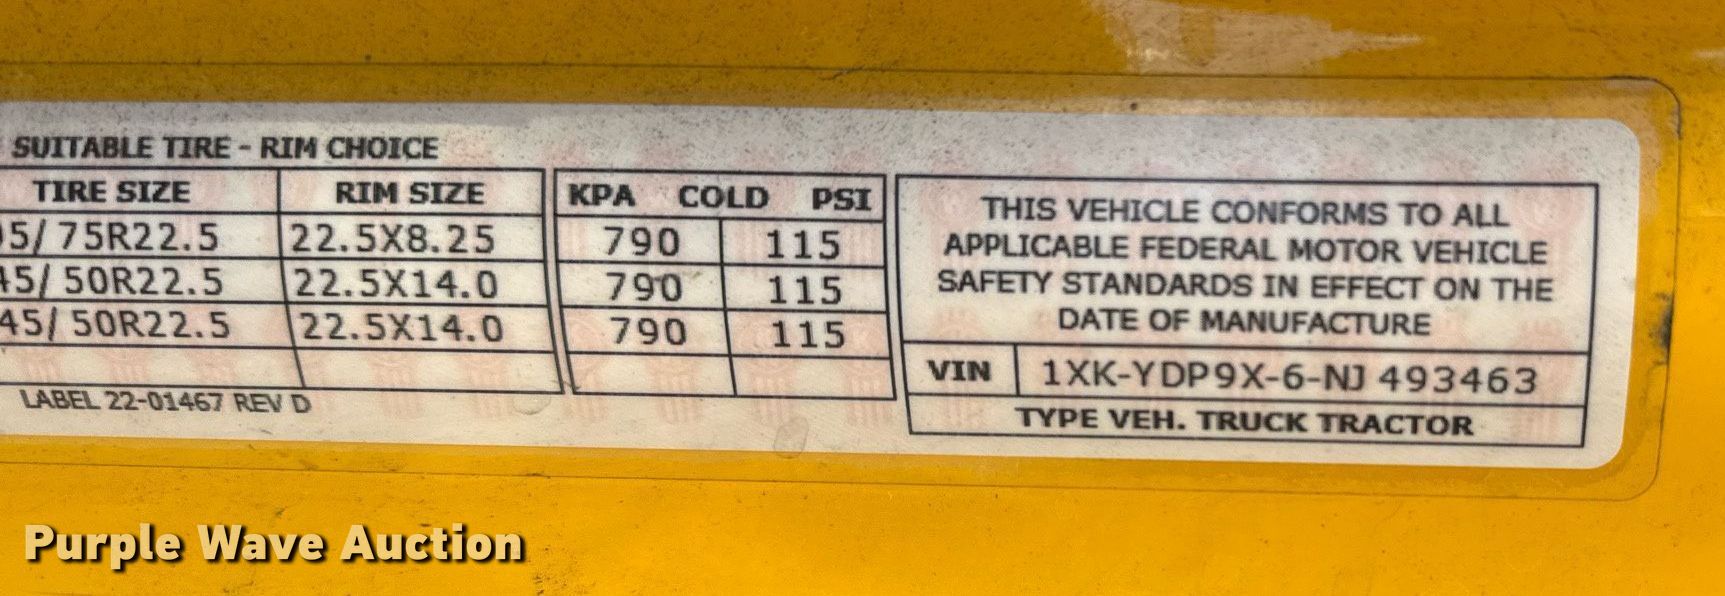 SUITABLE TIRE - RIM CHOICE
TIRE SIZE RIM SIZE KPA COLD PSI
5/ 75R22.5 22.5X8.25 790 115
45/ 50R22.5 22.5X14.0 790 115
45/ 50R22.5 22.5X14.0 790 115
LABEL 22-01467 REV D
THIS VEHICLE CONFORMS TO ALL
APPLICABLE FEDERAL MOTOR VEHICLE
SAFETY STANDARDS IN EFFECT ON THE
DATE OF MANUFACTURE
VIN 1XK-YDP9X-6-NJ 493463
TYPE VEH. TRUCK TRACTOR
Purple Wave Auction